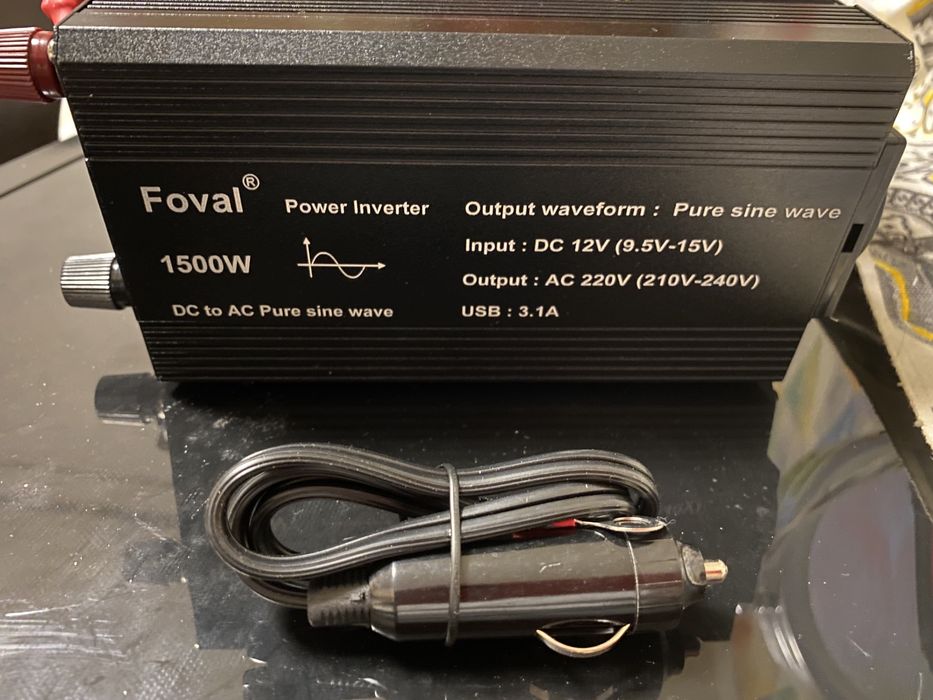 Foval®
Power Inverter
1500W
DC to AC Pure sine wave
Output waveform : Pure sine wave
Input : DC 12V (9.5V-15V)
Output : AC 220V (210V-240V)
USB : 3.1A